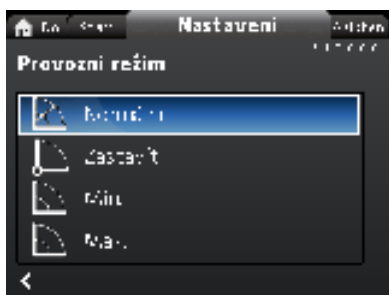 Nastavení
Provozní režim
Normální
Zastavit
Min.
Max.